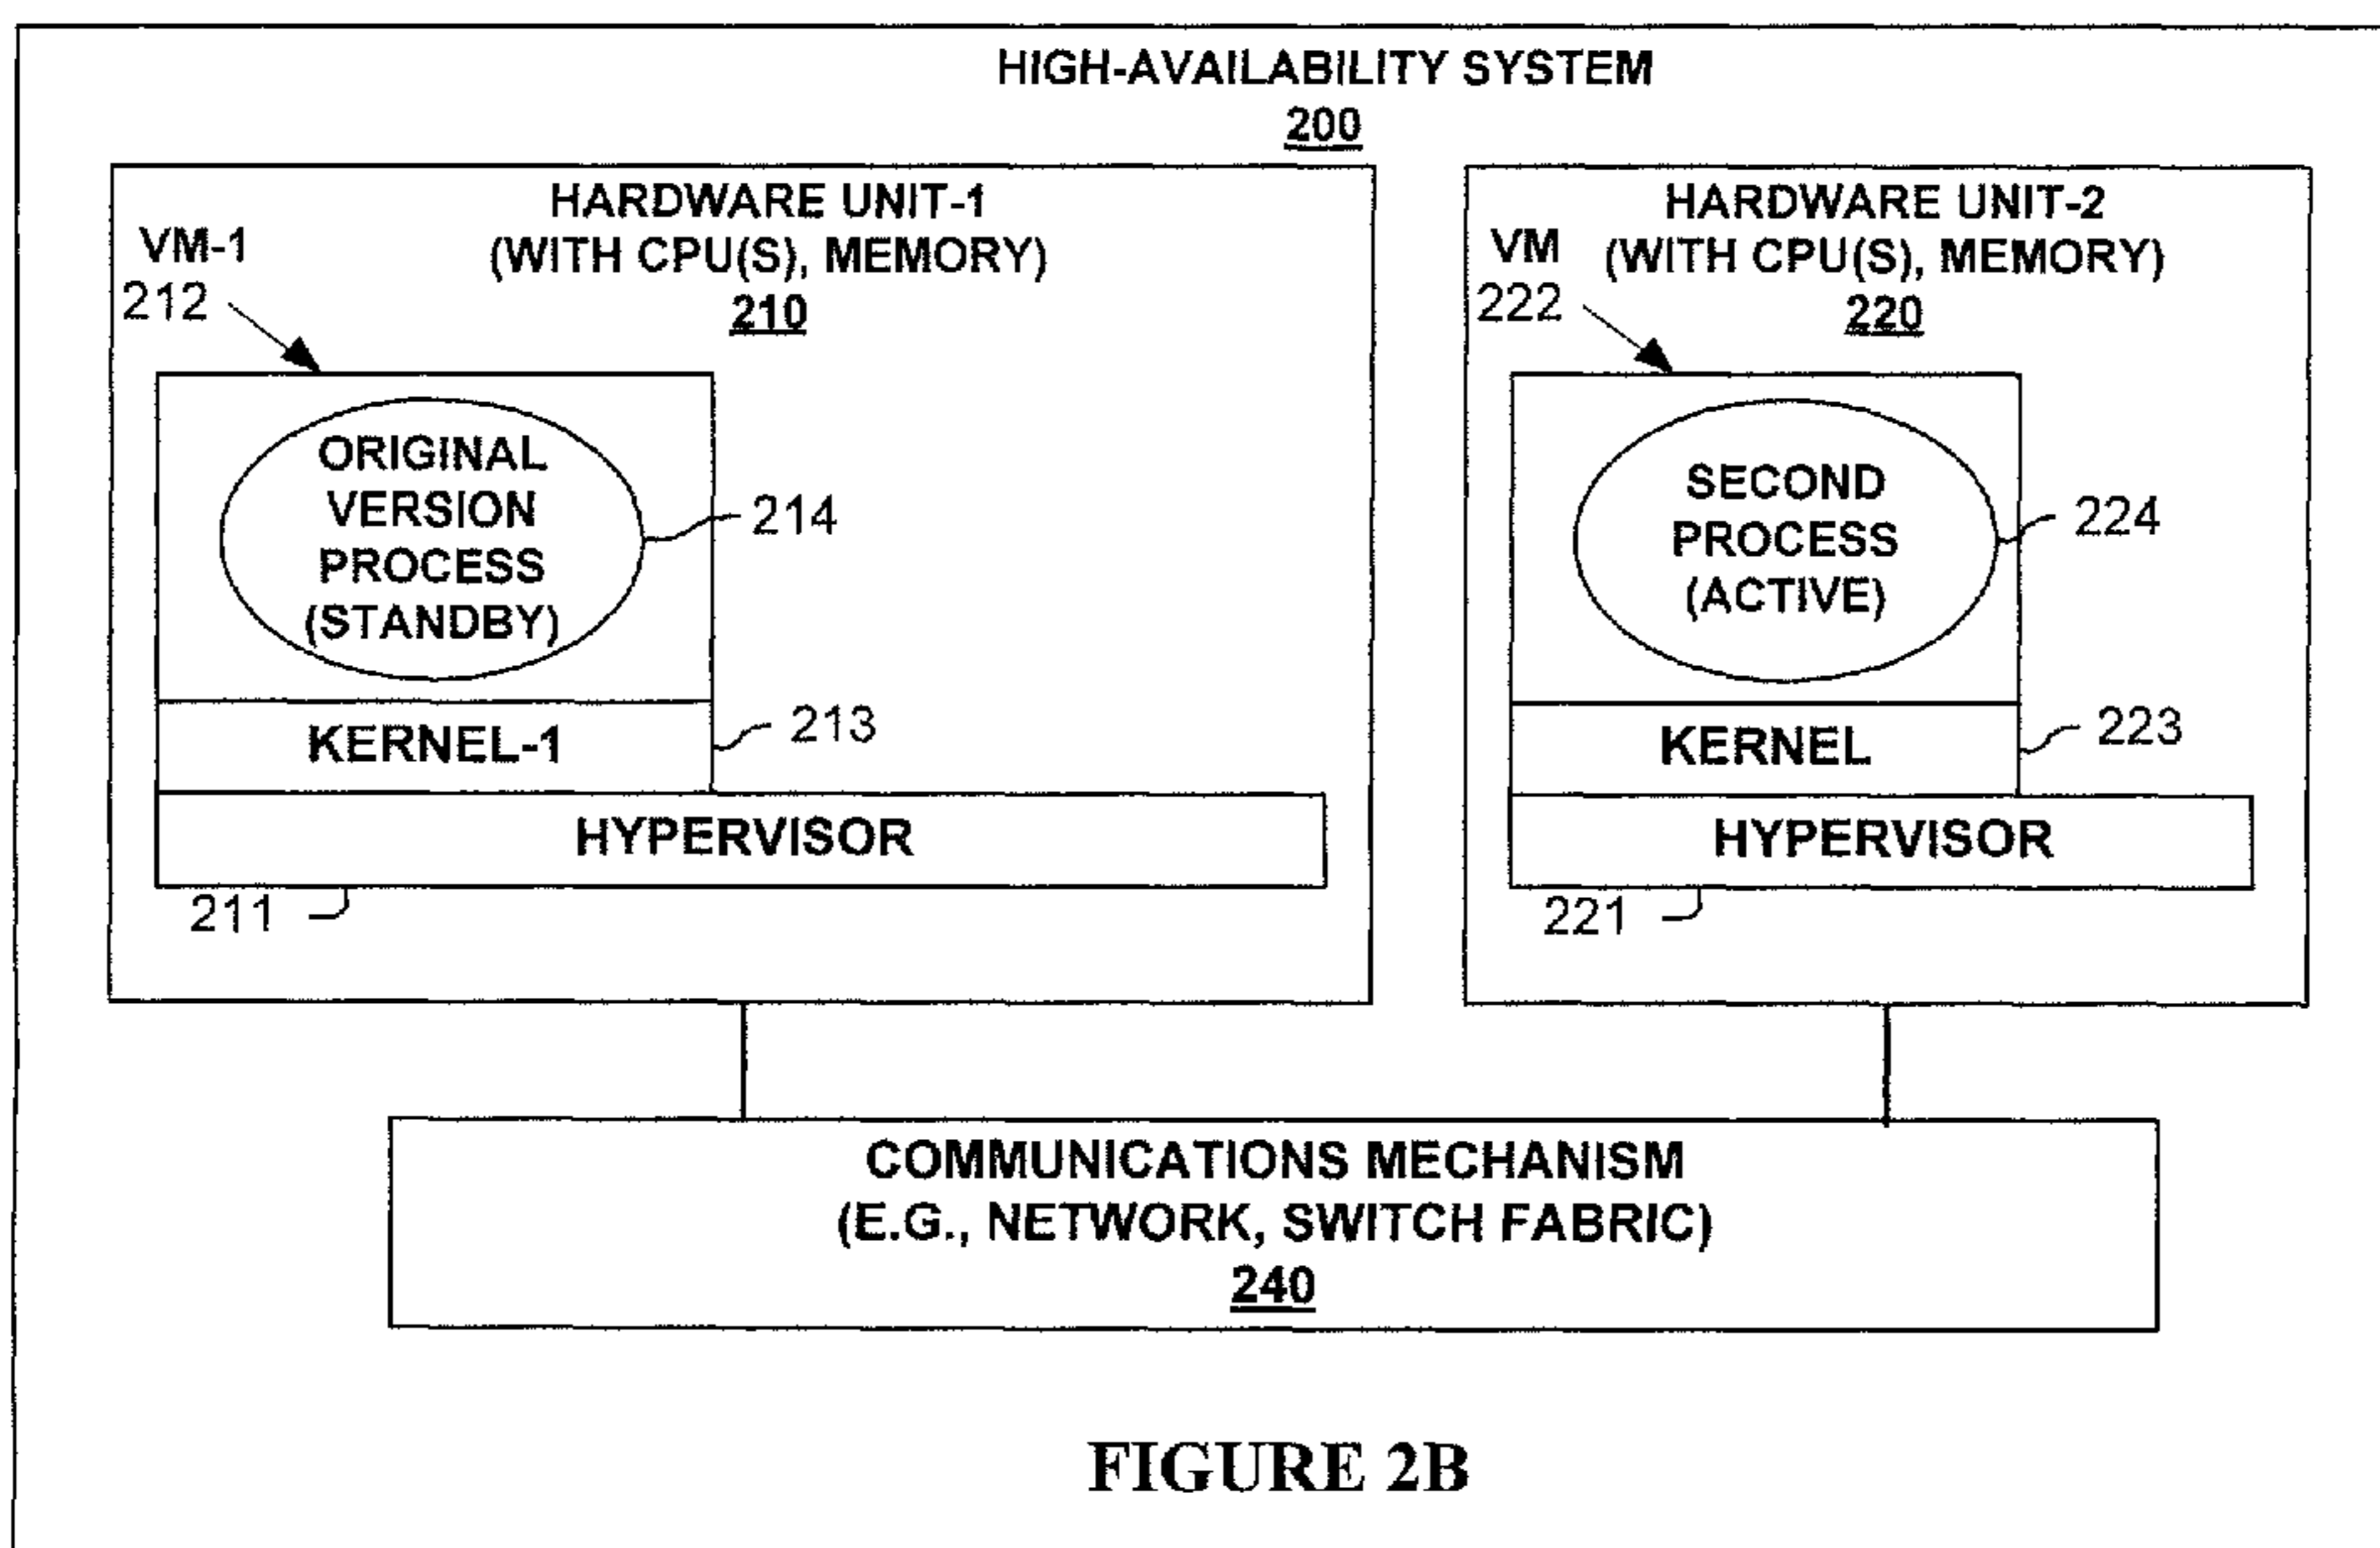 HIGH-AVAILABILITY SYSTEM
200
HARDWARE UNIT-1
(WITH CPU(S), MEMORY)
210
VM-1
212
ORIGINAL
VERSION
PROCESS
(STANDBY)
214
KERNEL-1
213
HYPERVISOR
211
HARDWARE UNIT-2
(WITH CPU(S), MEMORY)
220
VM
222
SECOND
PROCESS
(ACTIVE)
224
KERNEL
223
HYPERVISOR
221
COMMUNICATIONS MECHANISM
(E.G., NETWORK, SWITCH FABRIC)
240
FIGURE 2B